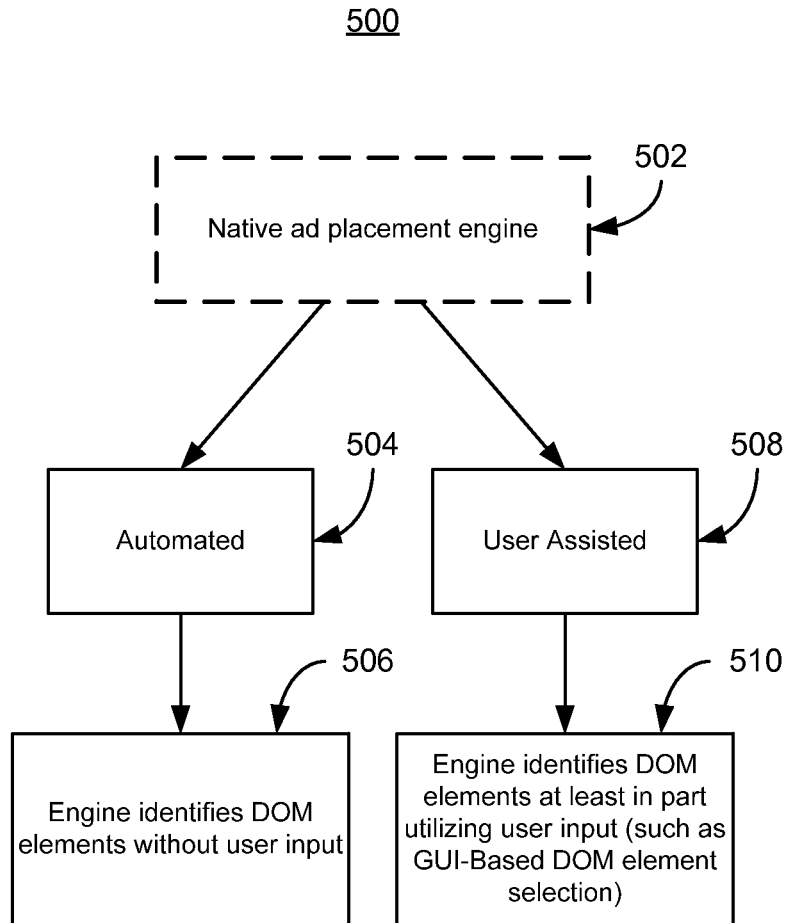 500
502
Native ad placement engine
504
508
Automated
User Assisted
506
510
Engine identifies DOM
elements without user input
Engine identifies DOM
elements at least in part
utilizing user input (such as
GUI-Based DOM element
selection)